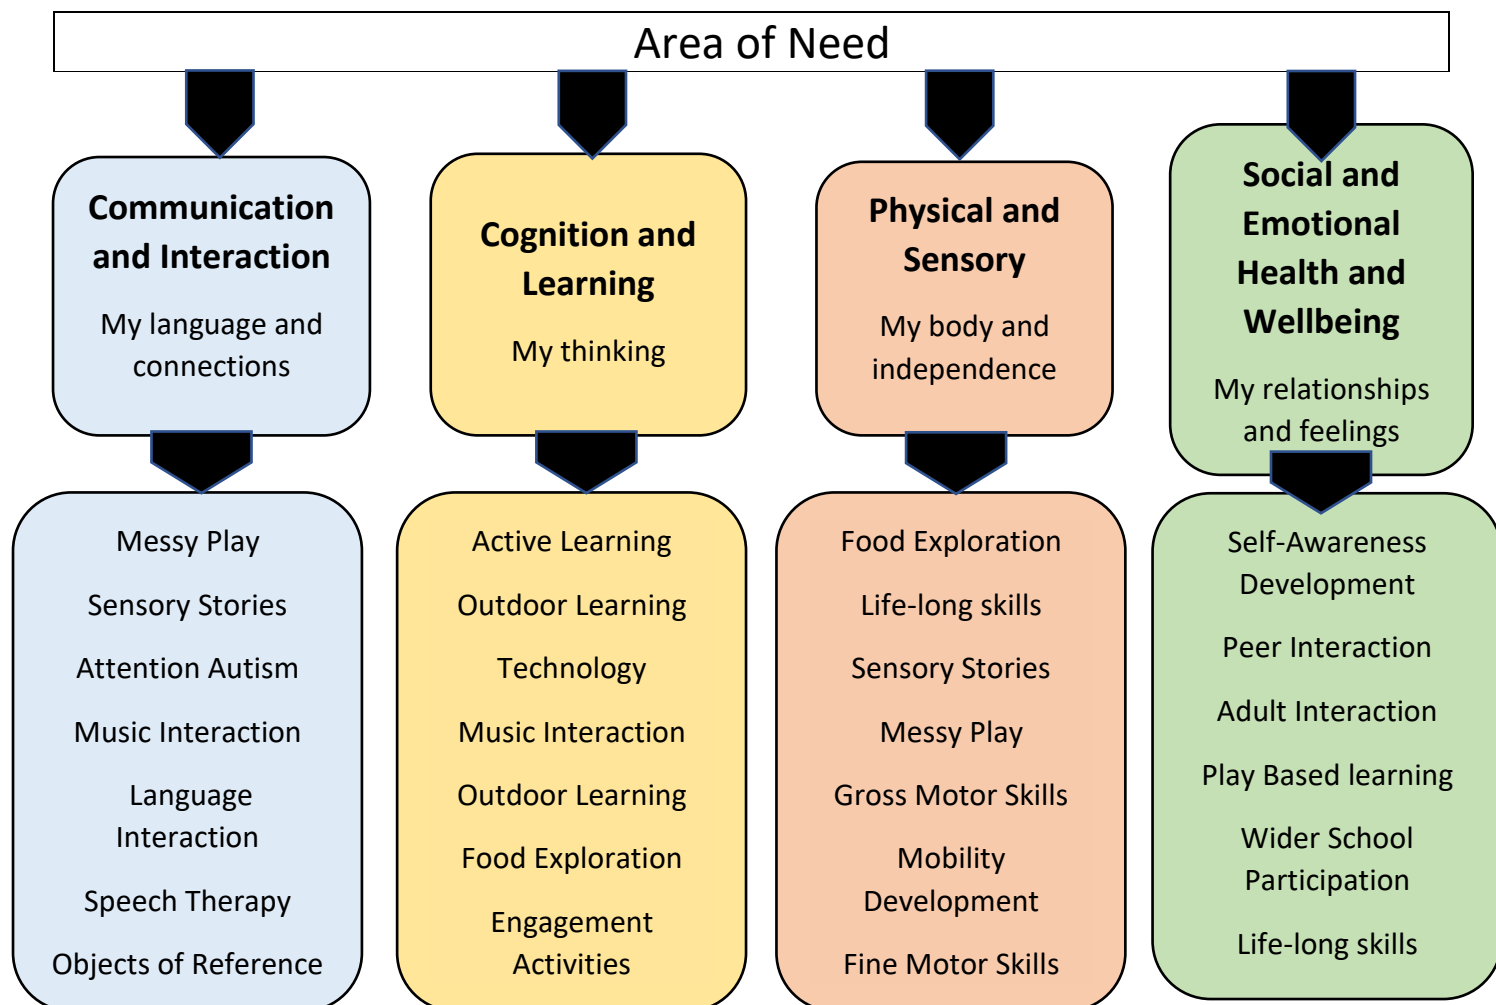 Area of Need
Communication
and Interaction
My language and
connections
Cognition and
Learning
My thinking
Physical and
Sensory
My body and
independence
Social and
Emotional
Health and
Wellbeing
My relationships
and feelings
Messy Play
Sensory Stories
Attention Autism
Music Interaction
Language
Interaction
Speech Therapy
Objects of Reference
Active Learning
Outdoor Learning
Technology
Music Interaction
Outdoor Learning
Food Exploration
Engagement
Activities
Food Exploration
Life-long skills
Sensory Stories
Messy Play
Gross Motor Skills
Mobility
Development
Fine Motor Skills
Self-Awareness
Development
Peer Interaction
Adult Interaction
Play Based learning
Wider School
Participation
Life-long skills